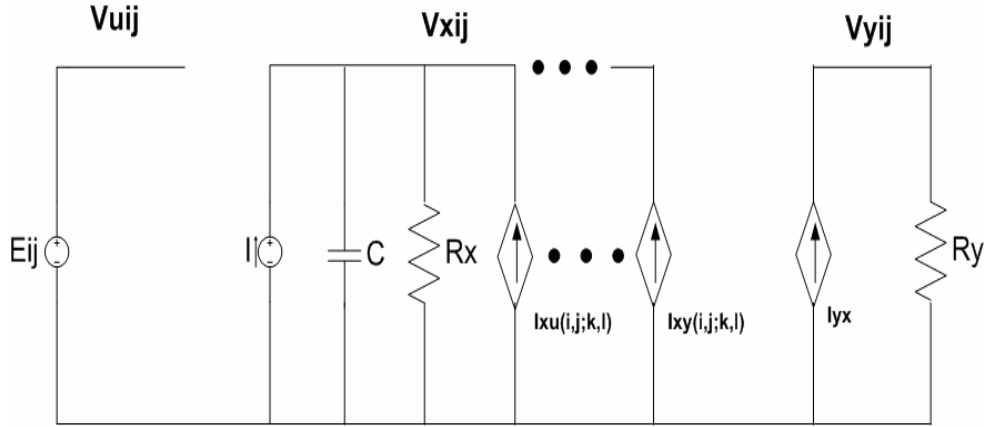 Vuij
Vxij
Vyij
Eij
I
C
Rx
Ry
Ixu(i,j;k,l)
Ixy(i,j;k,l)
Iyx